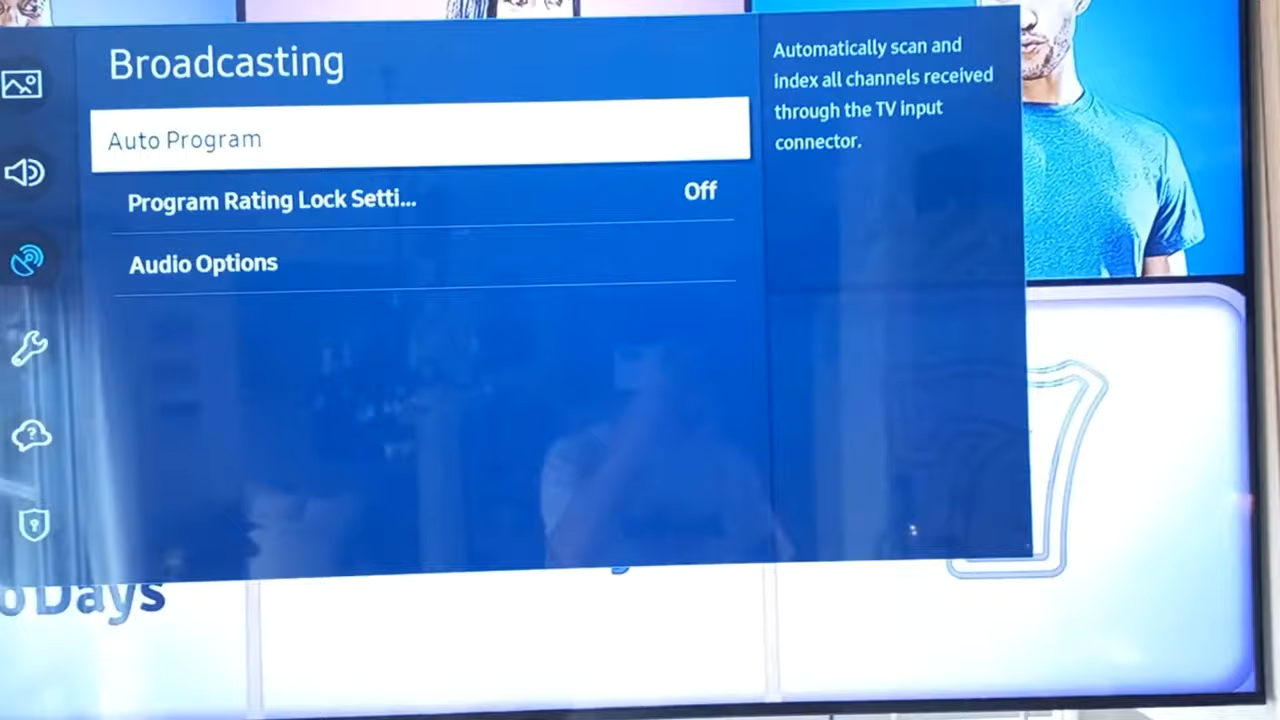 Broadcasting
Auto Program
Program Rating Lock Setti... Off
Audio Options
Automatically scan and
index all channels received
through the TV input
connector.
Days